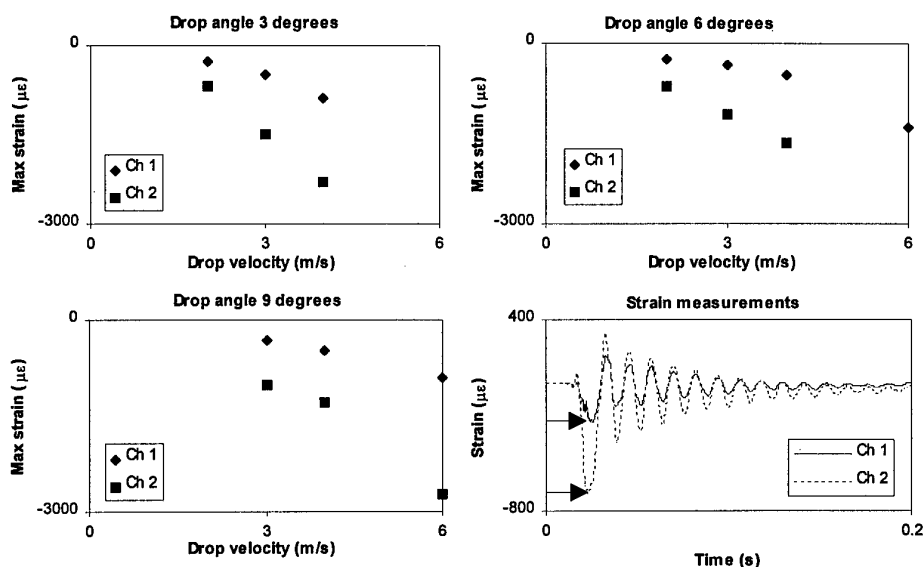 Drop angle 3 degrees
0
Max strain (με)
Ch 1
Ch 2
-3000
0
3
6
Drop velocity (m/s)
Drop angle 6 degrees
0
Max strain (με)
Ch 1
Ch 2
-3000
0
3
6
Drop velocity (m/s)
Drop angle 9 degrees
0
Max strain (με)
Ch 1
Ch 2
-3000
0
3
6
Drop velocity (m/s)
Strain measurements
400
Strain (με)
Ch 1
Ch 2
-800
0
0.2
Time (s)